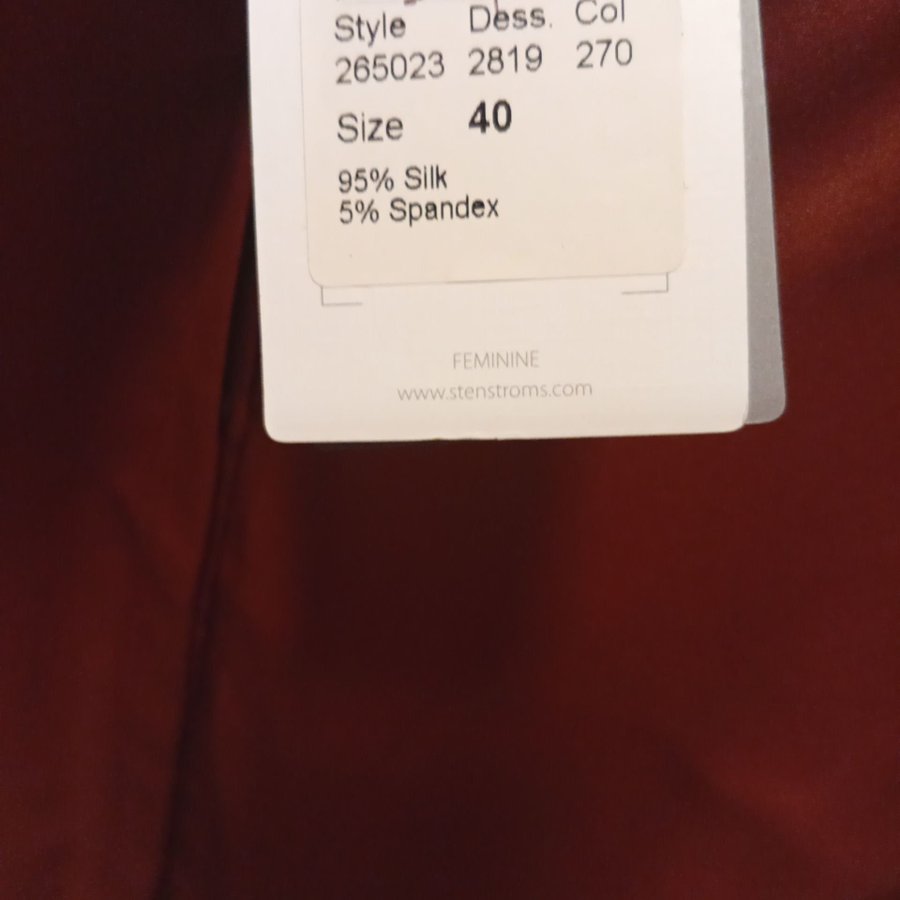 Style Dess. Col
265023 2819 270
Size 40
95% Silk
5% Spandex
FEMININE
www.stenstroms.com